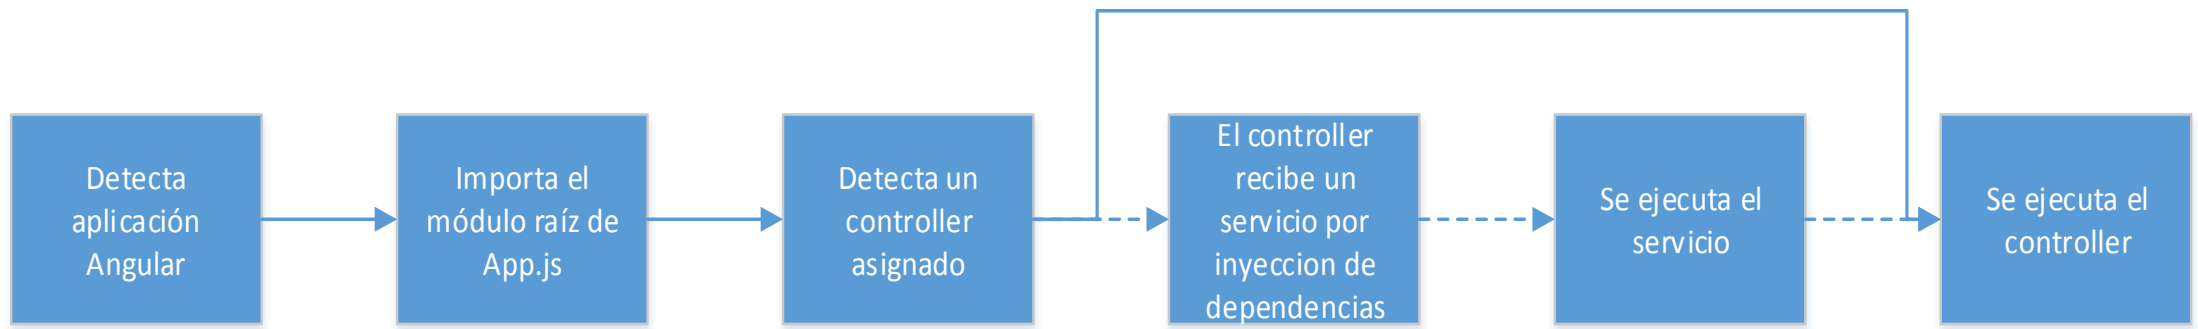 Detecta
aplicación
Angular
Importa el
módulo raíz de
App.js
Detecta un
controller
asignado
El controller
recibe un
servicio por
inyeccion de
dependencias
Se ejecuta el
servicio
Se ejecuta el
controller